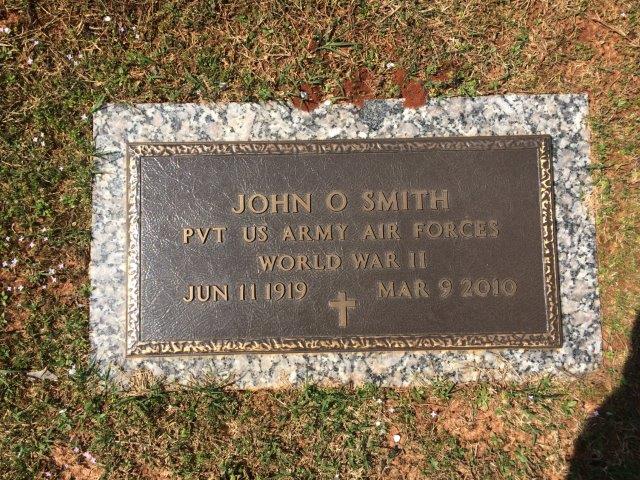 JOHN O SMITH
PVT US ARMY AIR FORCES
WORLD WAR II
JUN 11 1919 MAR 9 2010